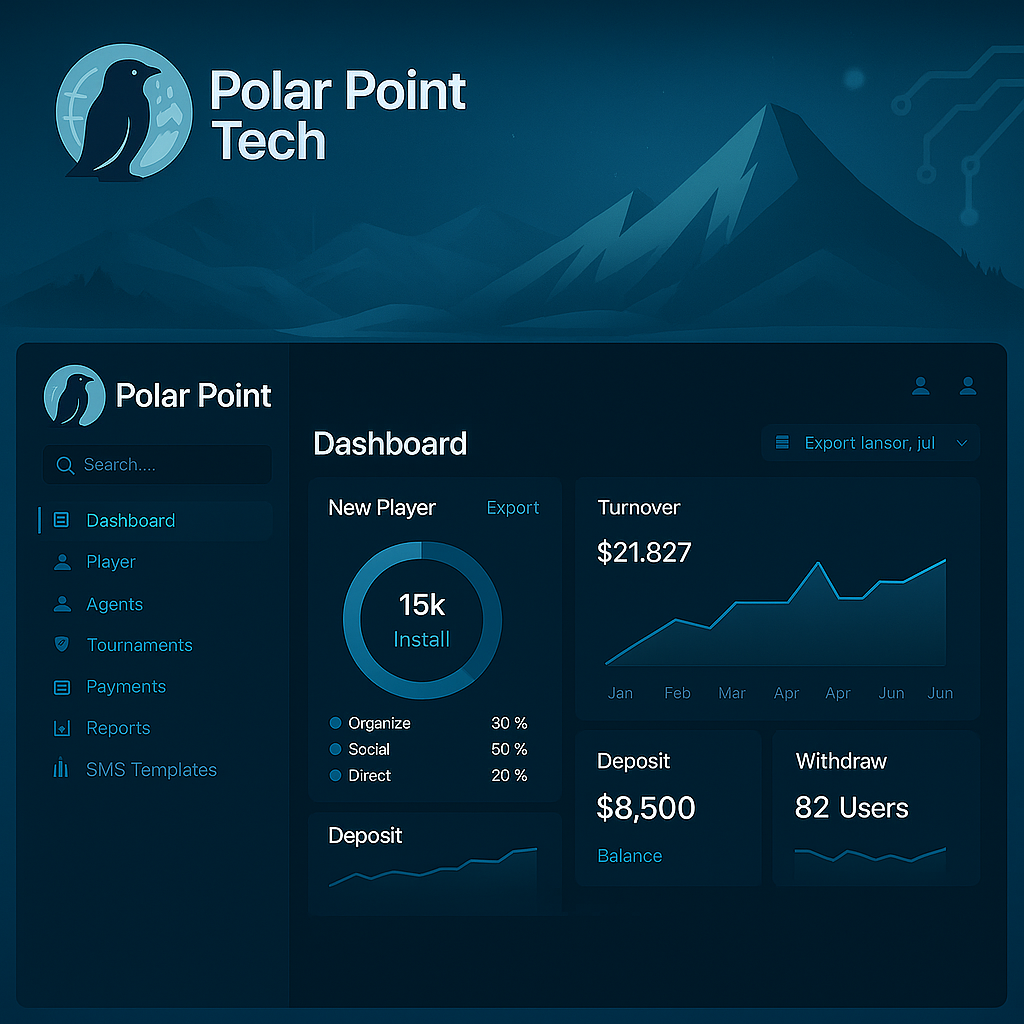 Polar Point
Tech
Polar Point
Search....
Dashboard
Player
Agents
Tournaments
Payments
Reports
SMS Templates
Dashboard
Export lansor, jul
New Player
Export
15k
Install
Organize 30 %
Social 50 %
Direct 20 %
Turnover
$21.827
Jan Feb Mar Apr Apr Jun Jun
Deposit
Deposit
$8,500
Balance
Withdraw
82 Users